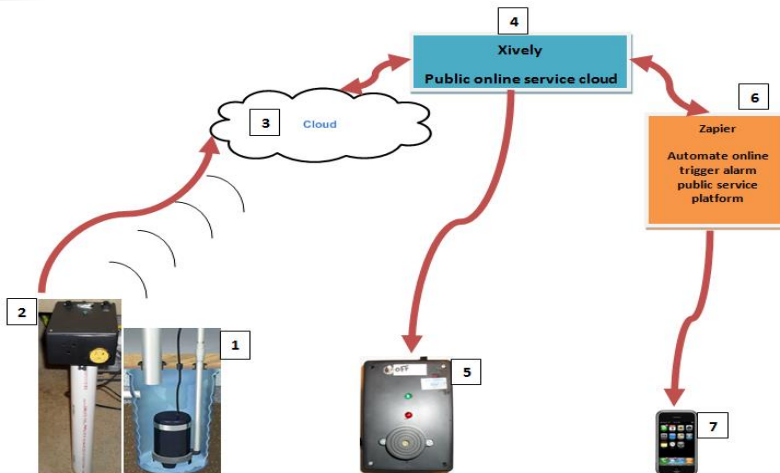 4
Xively
Public online service cloud
3
Cloud
6
Zapier
Automate online
trigger alarm
public service
platform
2
1
OFF
5
7